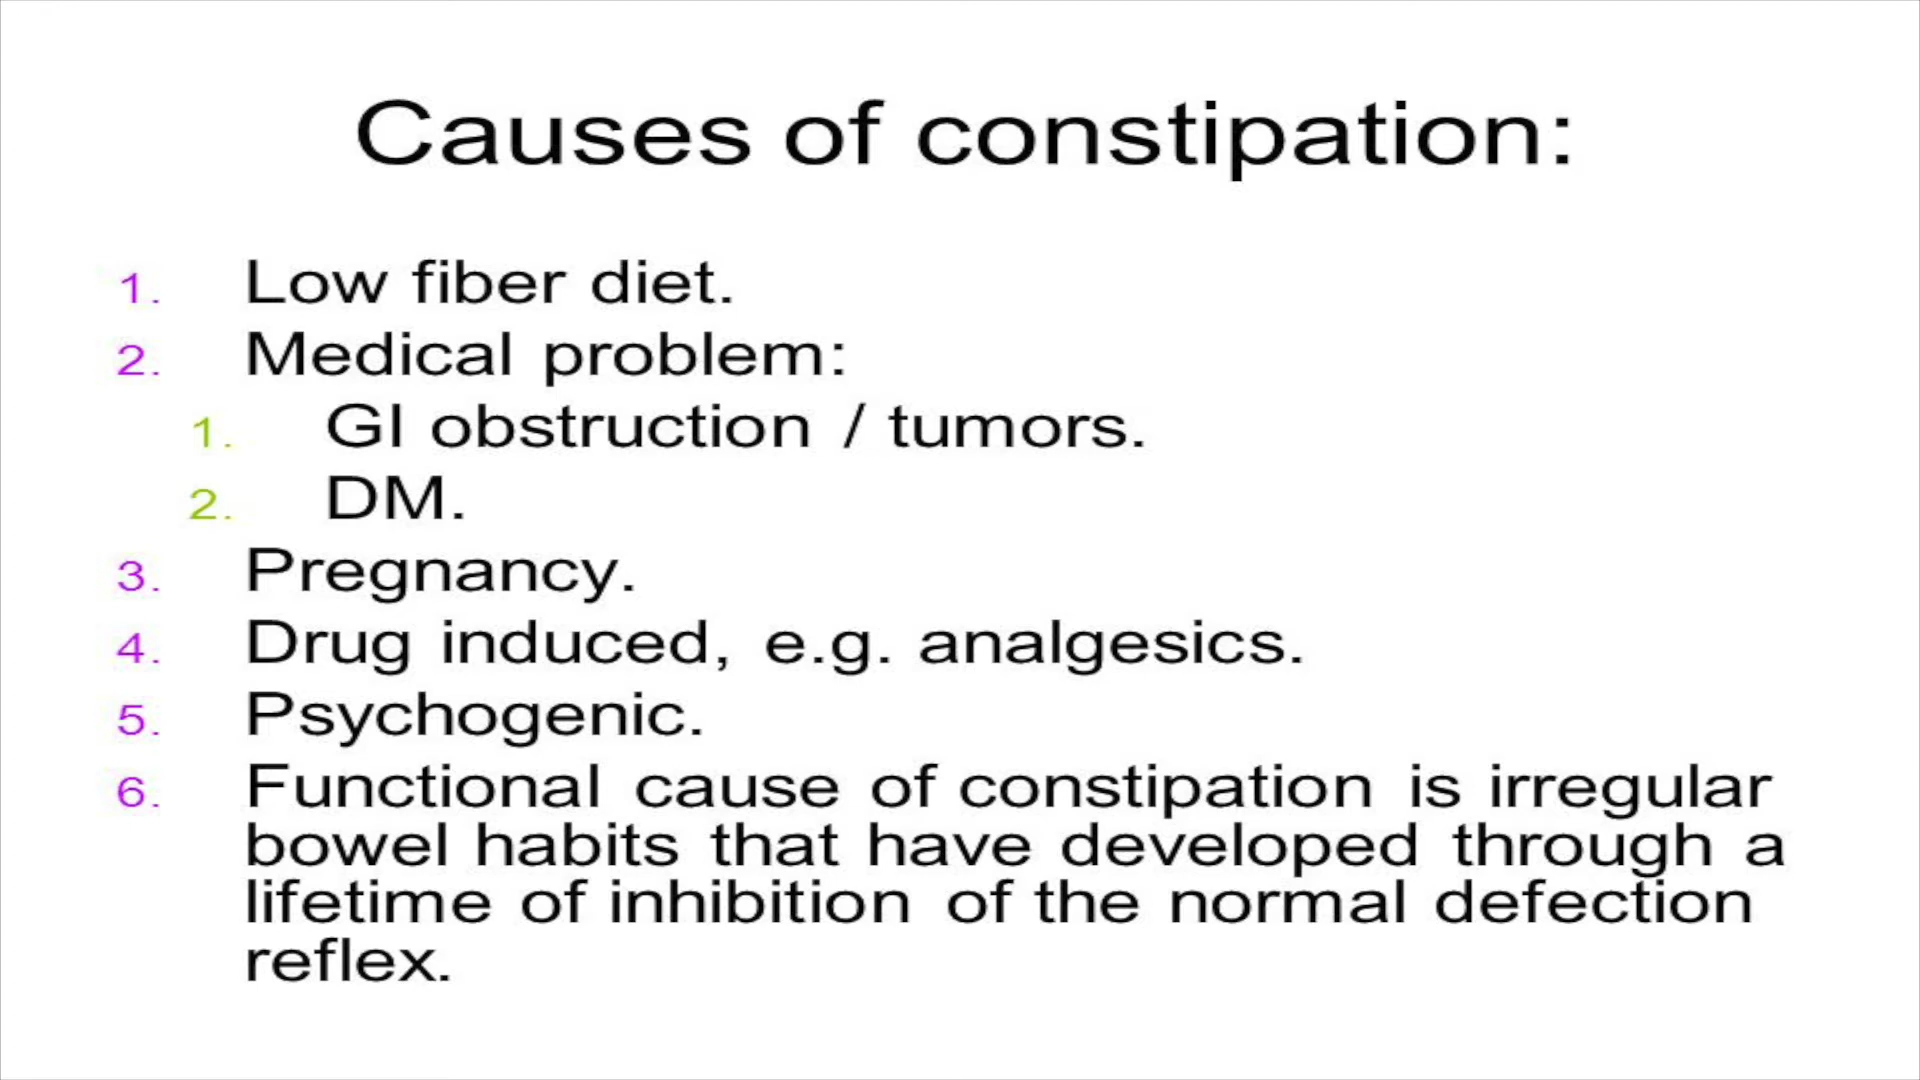 Causes of constipation:
1. Low fiber diet.
2. Medical problem:
1. GI obstruction / tumors.
2. DM.
3. Pregnancy.
4. Drug induced, e.g. analgesics.
5. Psychogenic.
6. Functional cause of constipation is irregular
bowel habits that have developed through a
lifetime of inhibition of the normal defection
reflex.